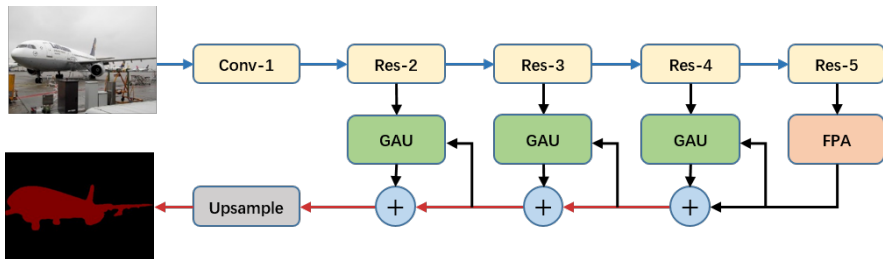 Conv-1
Res-2
Res-3
Res-4
Res-5
GAU
GAU
GAU
FPA
Upsample
+
+
+